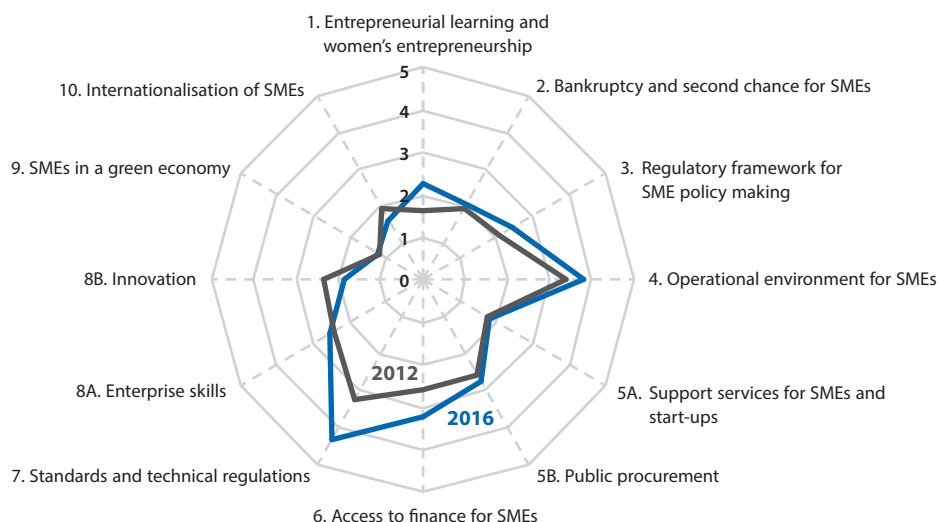 1. Entrepreneurial learning and
women’s entrepreneurship
10. Internationalisation of SMEs
2. Bankruptcy and second chance for SMEs
9. SMEs in a green economy
3. Regulatory framework for
SME policy making
8B. Innovation
4. Operational environment for SMEs
8A. Enterprise skills
5A. Support services for SMEs and
start-ups
7. Standards and technical regulations
5B. Public procurement
6. Access to finance for SMEs
5
4
3
2
1
0
2012
2016